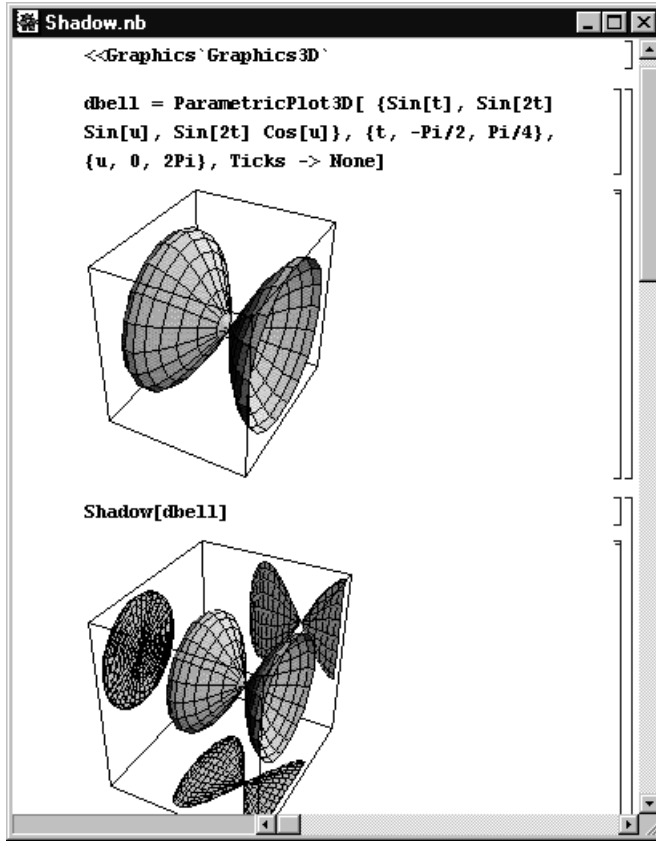 Shadow.nb
<<Graphics`Graphics3D`
dbell = ParametricPlot3D[ {Sin[t], Sin[2t]
Sin[u], Sin[2t] Cos[u]}, {t, -Pi/2, Pi/4},
{u, 0, 2Pi}, Ticks -> None]
Shadow[dbell]